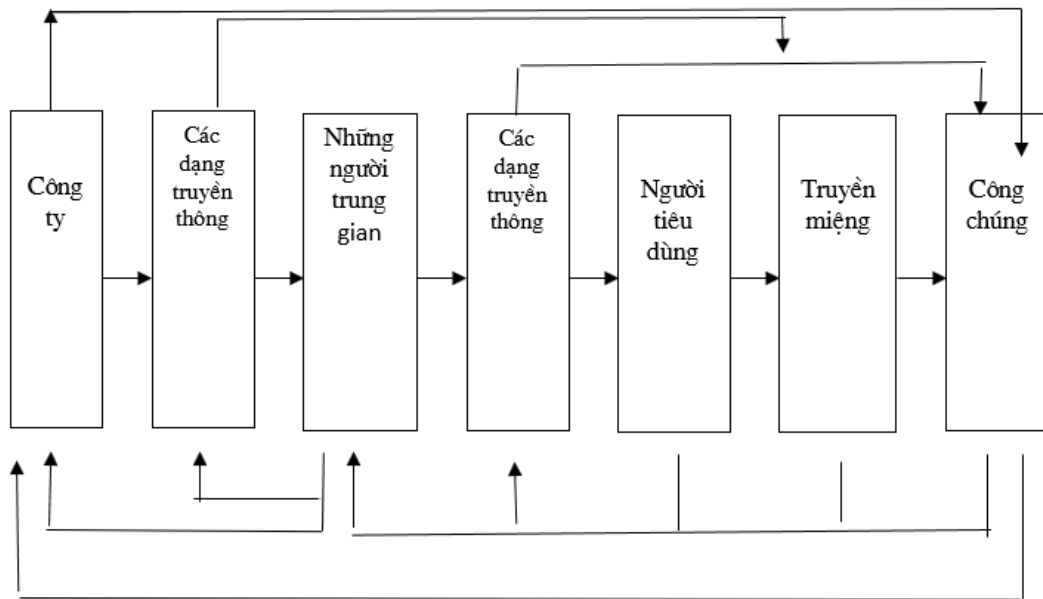 Công
ty
Các
dạng
truyền
thông
Những
người
trung
gian
Các
dạng
truyền
thông
Người
tiêu
dùng
Truyền
miệng
Công
chúng